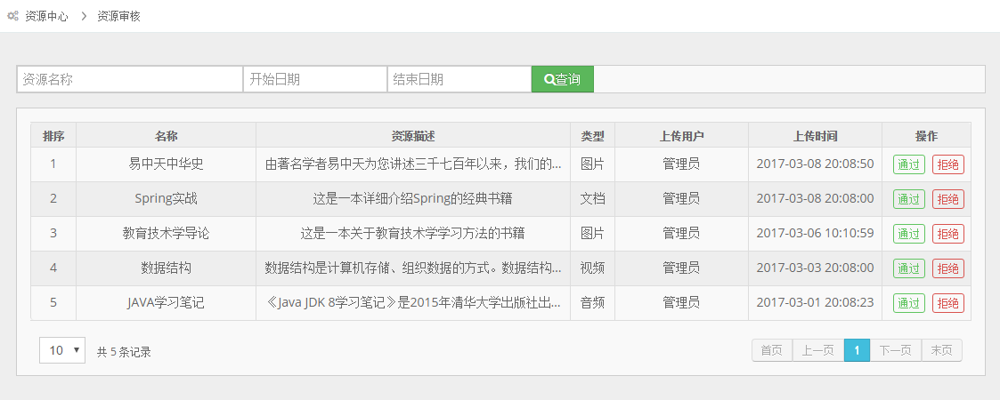 资源中心 > 资源审核
资源名称 开始日期 结束日期 查询
排序 名称 资源描述 类型 上传用户 上传时间 操作
1 易中天中华史 由著名学者易中天为您讲述三千七百年以来，我们的... 图片 管理员 2017-03-08 20:08:50 通过 拒绝
2 Spring实战 这是一本详细介绍Spring的经典书籍 文档 管理员 2017-03-08 20:08:00 通过 拒绝
3 教育技术学导论 这是一本关于教育技术学学习方法的书籍 图片 管理员 2017-03-06 10:10:59 通过 拒绝
4 数据结构 数据结构是计算机存储、组织数据的方式。数据结构... 视频 管理员 2017-03-03 20:08:00 通过 拒绝
5 JAVA学习笔记 《Java JDK 8学习笔记》是2015年清华大学出版社出... 音频 管理员 2017-03-01 20:08:23 通过 拒绝
10 共 5 条记录 首页 上一页 1 下一页 末页